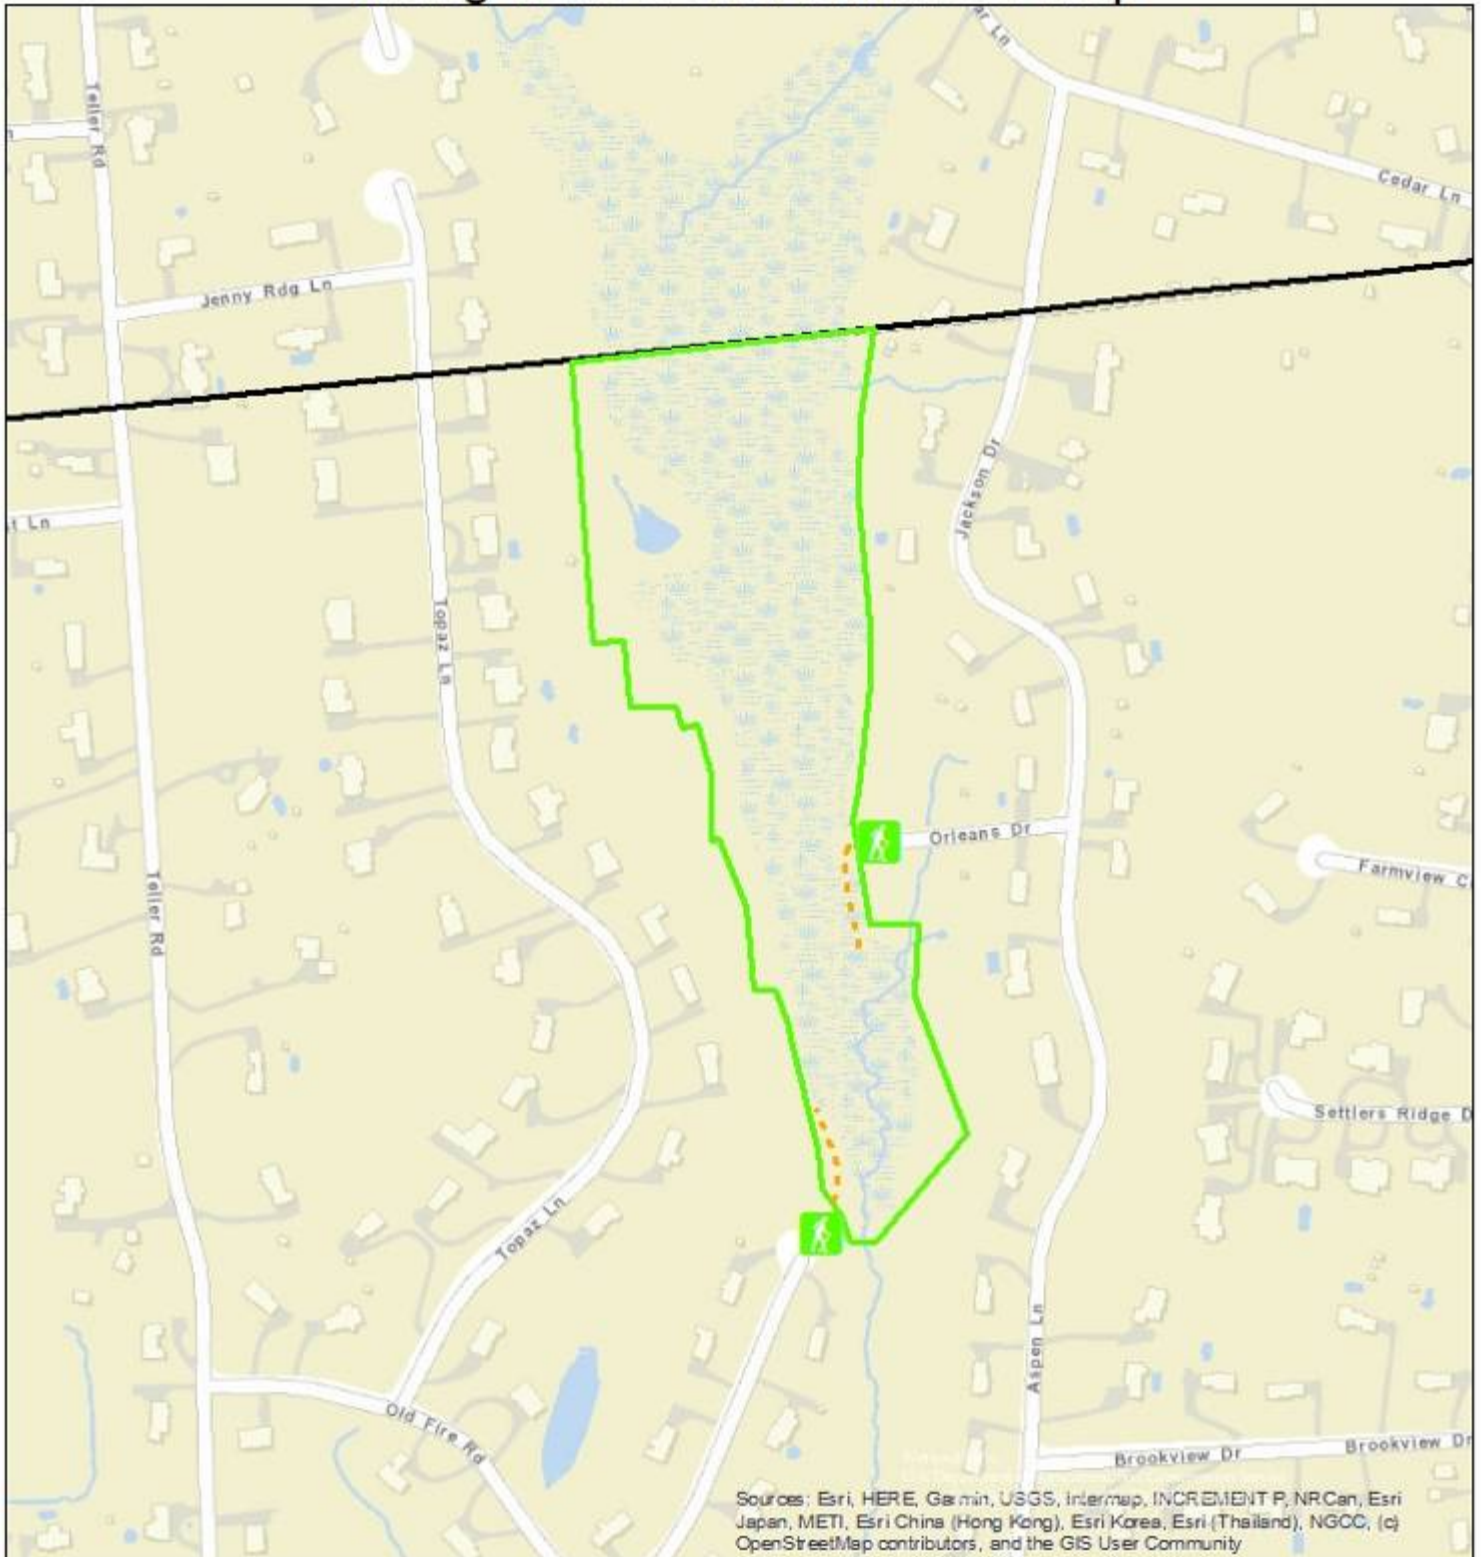 Teller Rd
Cedar Ln
Jenny Rdg Ln
Jackson Dr
Ln
Topaz Ln
Orleans Dr
Farmview C
Teller Rd
Settlers Ridge D
Topaz Ln
Aspen Ln
Old Fire Rd
Brookview Dr
Brookview Dr
Sources: Esri, HERE, Garmin, USGS, Intermap, INCREMENT P, NRCan, Esri
Japan, METI, Esri China (Hong Kong), Esri Korea, Esri (Thailand), NGCC, (c)
OpenStreetMap contributors, and the GIS User Community